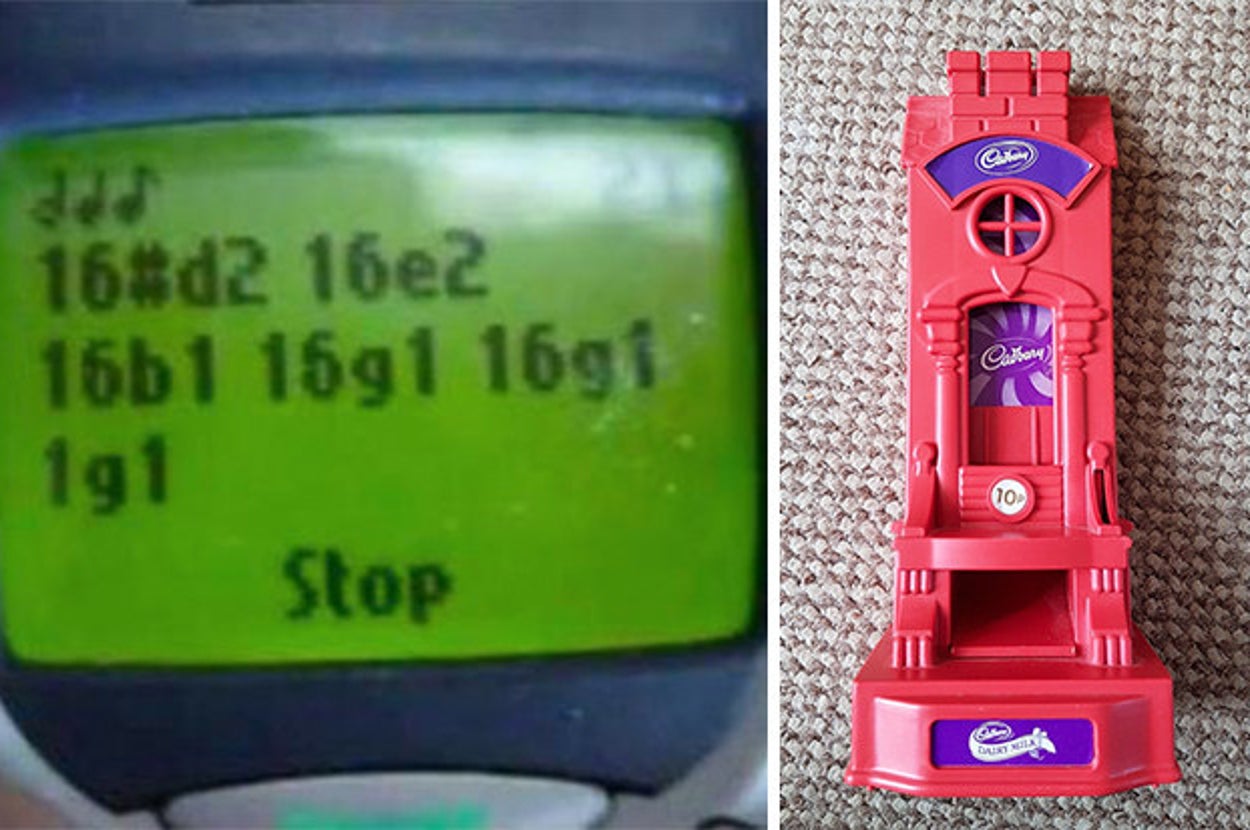 16#d2 16e2
16b1 16g1 16g1
1g1
Stop
Cadbury
Cadbury
10p
Cadbury
DAIRY MILK